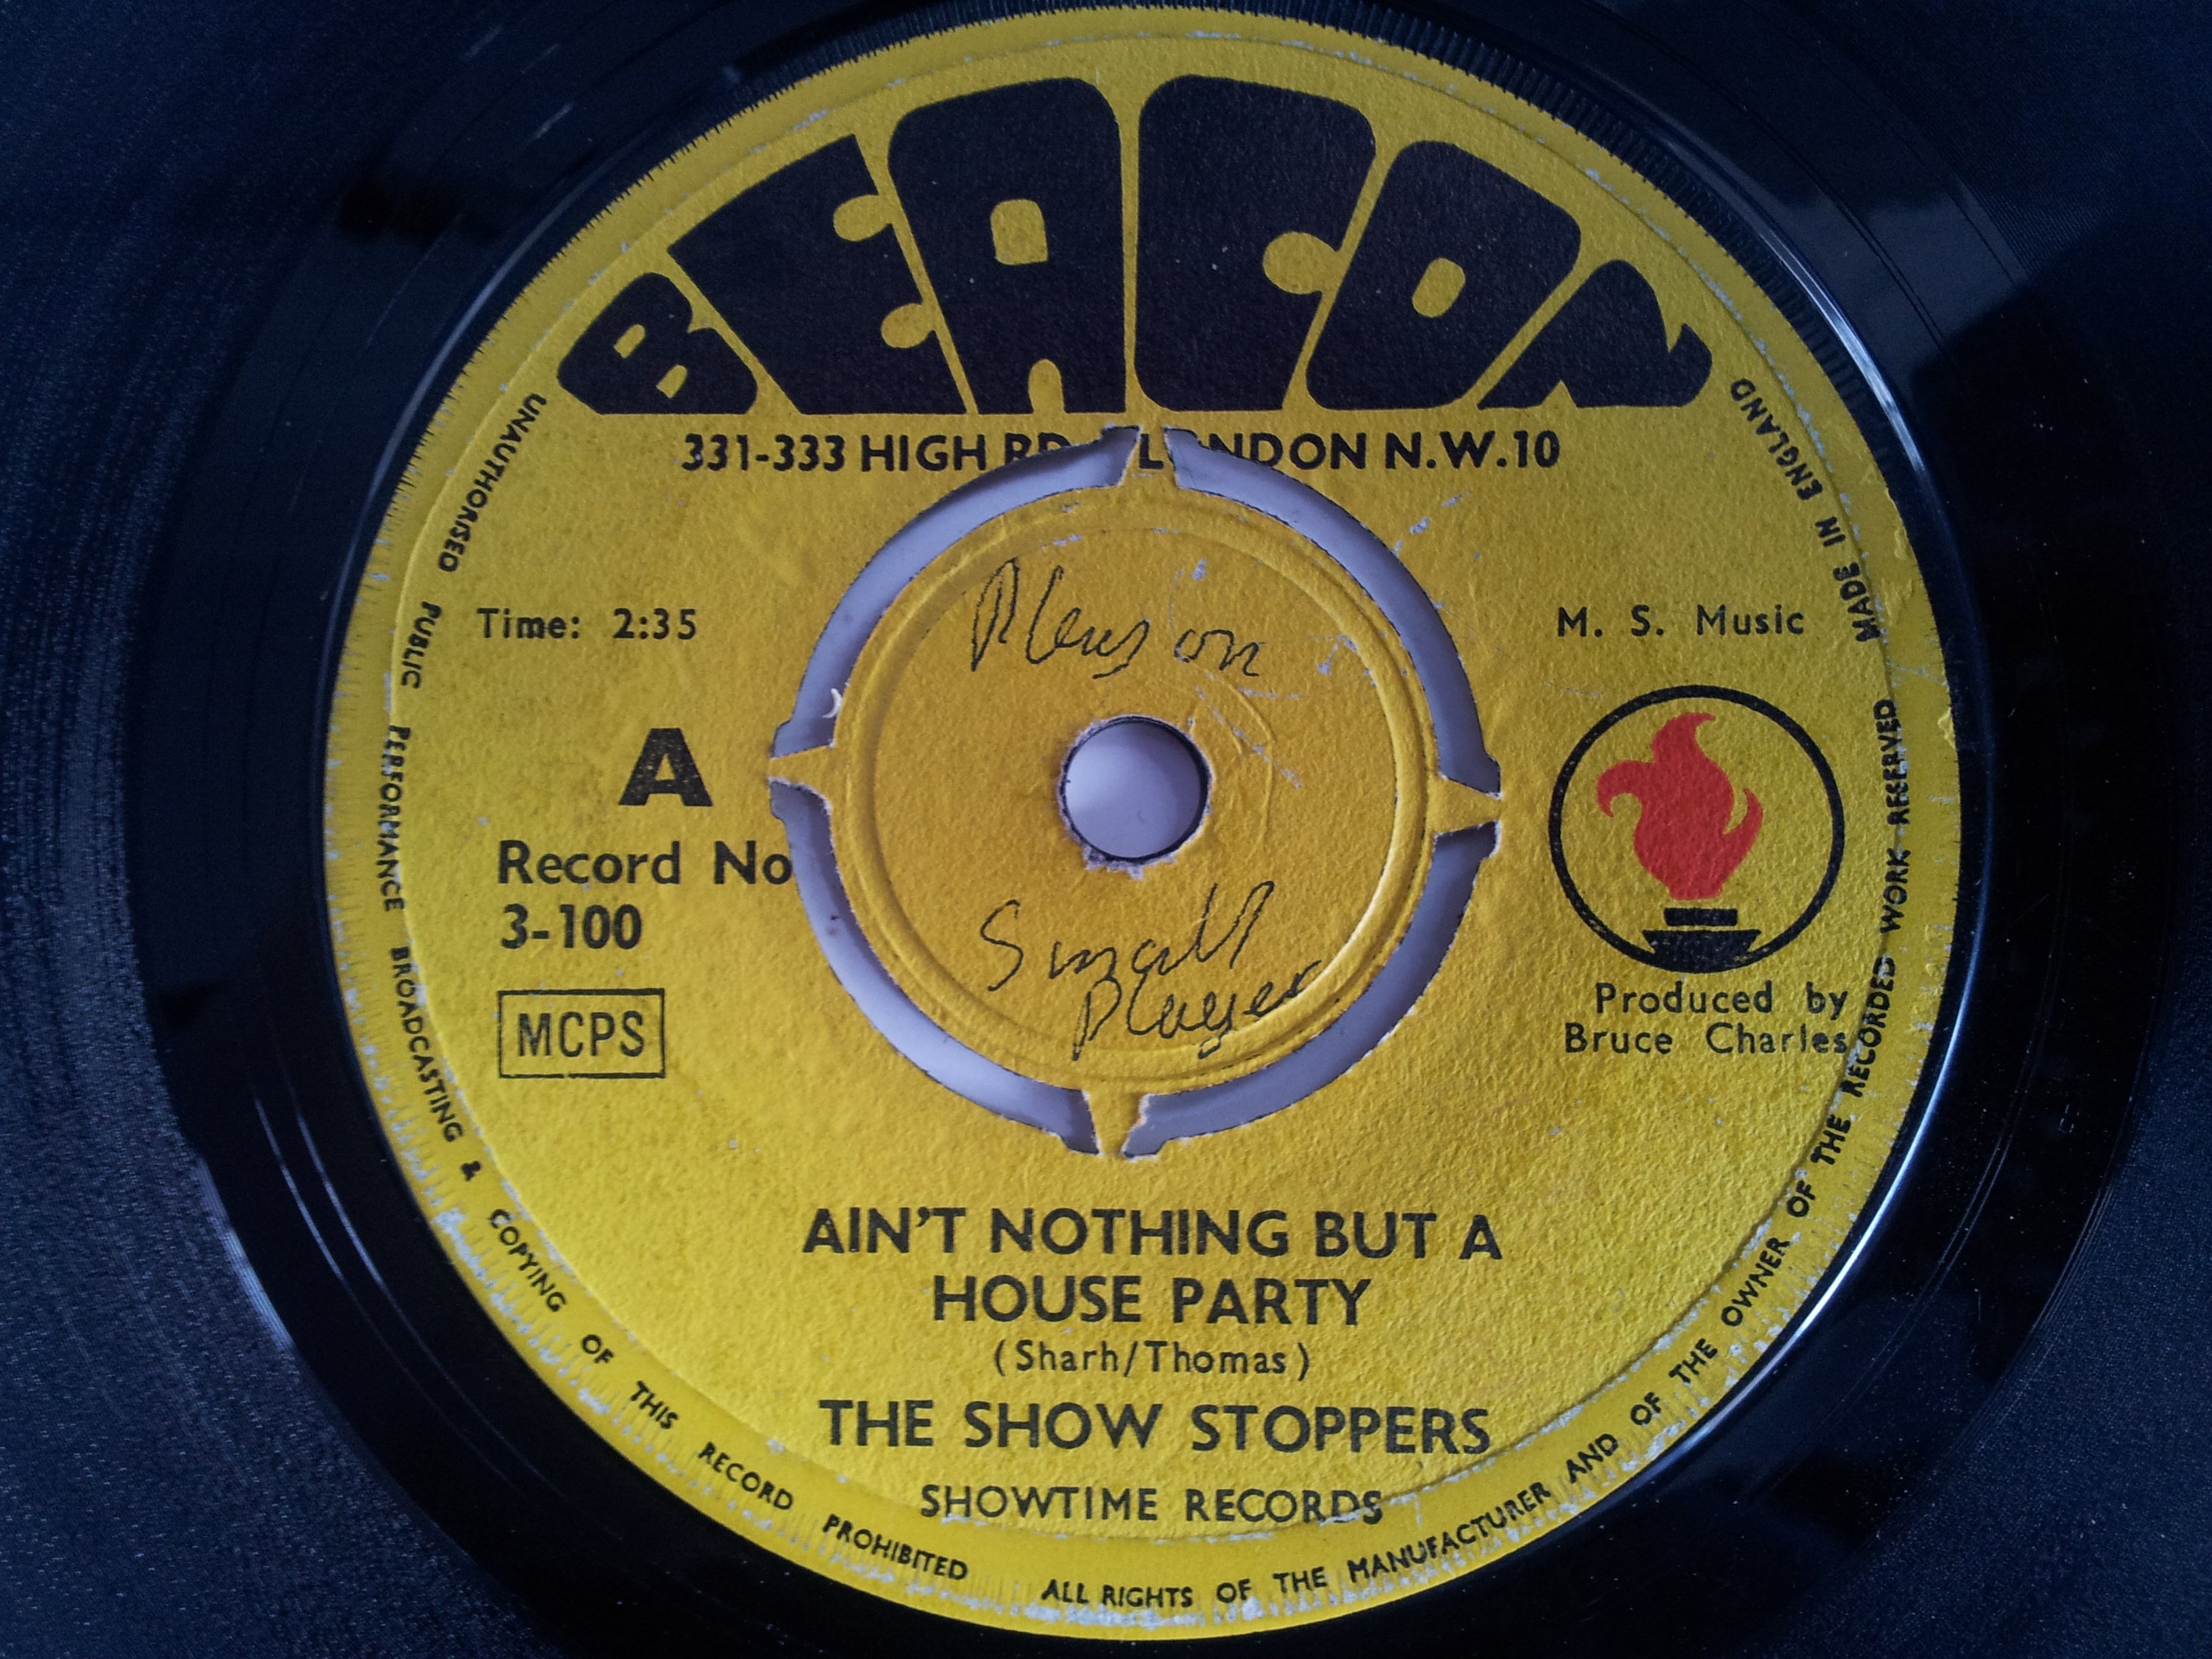 BEACON
331-333 HIGH RD. LONDON N.W.10
Time: 2:35
M. S. Music
A
Record No
3-100
MCPS
Plays on
Small
Player
Produced by
Bruce Charles
AIN'T NOTHING BUT A
HOUSE PARTY
(Sharh/Thomas)
THE SHOW STOPPERS
SHOWTIME RECORDS
UNAUTHORISED PUBLIC PERFORMANCE BROADCASTING & COPYING OF THIS RECORD PROHIBITED ALL RIGHTS OF THE MANUFACTURER AND OF THE OWNER OF THE RECORDED WORK RESERVED MADE IN ENGLAND